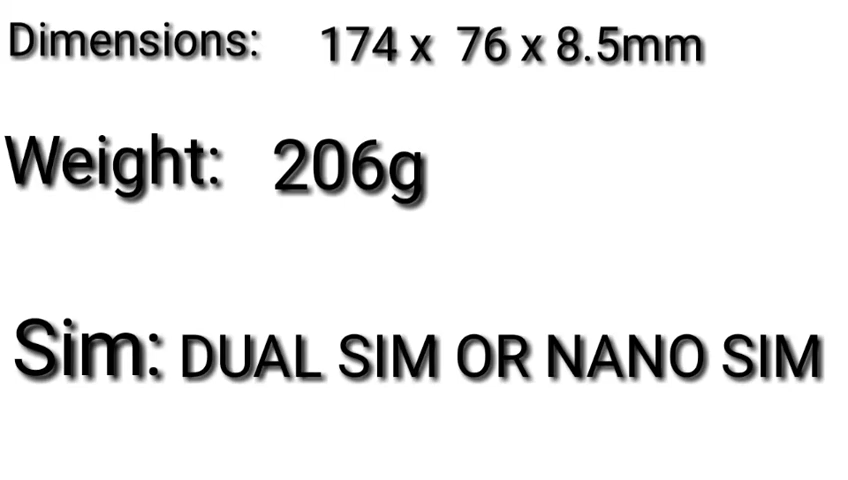 Dimensions: 174 x 76 x 8.5mm
Weight: 206g
Sim: DUAL SIM OR NANO SIM